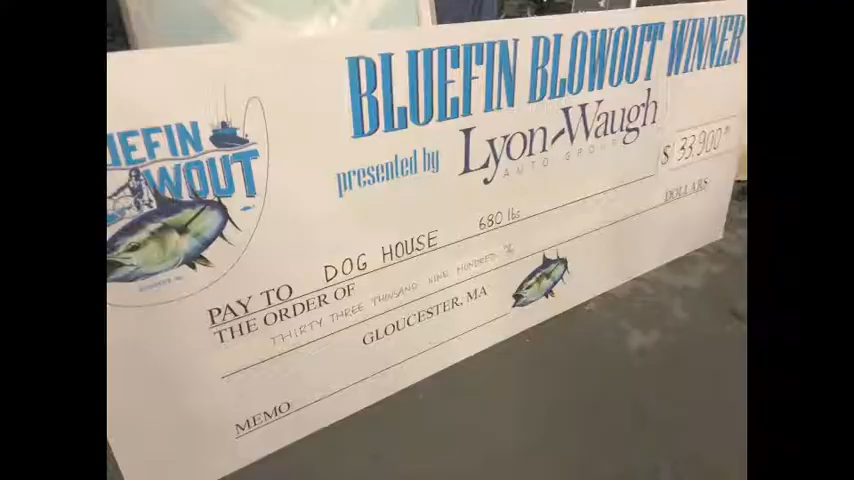 BLUEFIN BLOWOUT WINNER
presented by Lyon-Waugh
AUTO GROUP
$ 33,900
DOLLARS
UEFIN
WOUT
PAY TO
THE ORDER OF
DOG HOUSE 680 lbs
THIRTY THREE THOUSAND NINE HUNDRED
GLOUCESTER, MA
MEMO